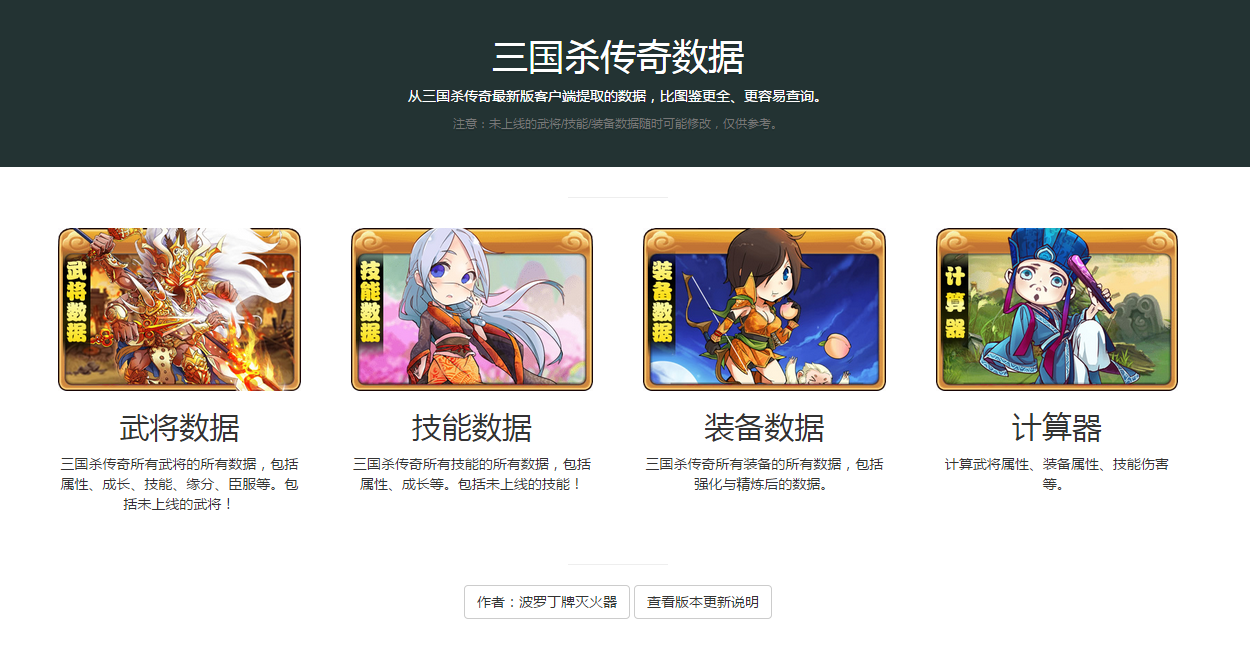 三国杀传奇数据
从三国杀传奇最新版客户端提取的数据，比图鉴更全、更容易查询。
注意：未上线的武将/技能/装备数据随时可能修改，仅供参考。
武将数据
技能数据
装备数据
计算器
武将数据
三国杀传奇所有武将的所有数据，包括
属性、成长、技能、缘分、臣服等。包
括未上线的武将！
技能数据
三国杀传奇所有技能的所有数据，包括
属性、成长等。包括未上线的技能！
装备数据
三国杀传奇所有装备的所有数据，包括
强化与精炼后的数据。
计算器
计算武将属性、装备属性、技能伤害
等。
作者：波罗丁牌灭火器
查看版本更新说明